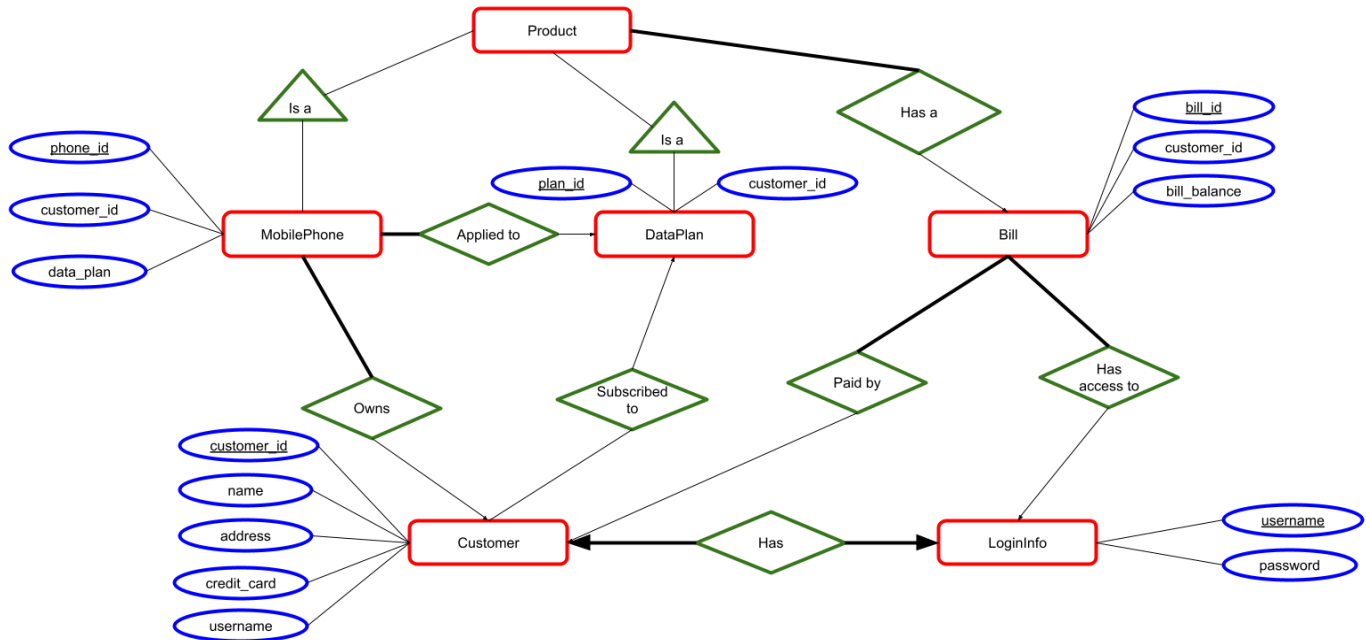 Product
Is a
Has a
bill_id
Is a
phone_id
customer_id
plan_id
customer_id
bill_balance
customer_id
MobilePhone
Applied to
DataPlan
Bill
data_plan
Has
access to
Paid by
Subscribed
to
Owns
customer_id
name
username
address
Customer
Has
LoginInfo
password
credit_card
username